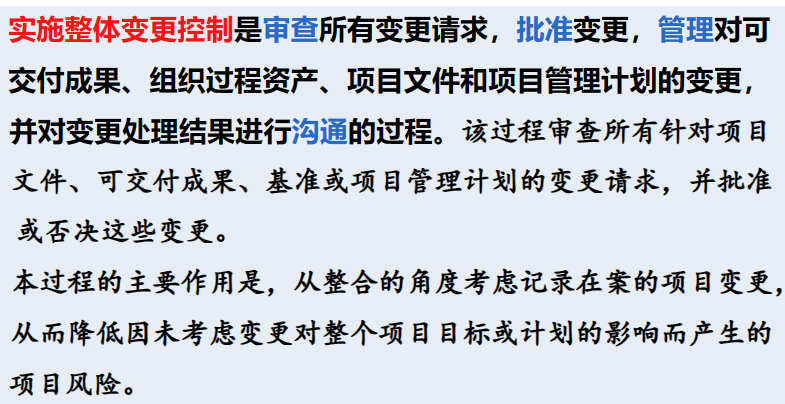 实施整体变更控制是审查所有变更请求，批准变更，管理对可
交付成果、组织过程资产、项目文件和项目管理计划的变更，
并对变更处理结果进行沟通的过程。该过程审查所有针对项目
文件、可交付成果、基准或项目管理计划的变更请求，并批准
或否决这些变更。
本过程的主要作用是，从整合的角度考虑记录在案的项目变更，
从而降低因未考虑变更对整个项目目标或计划的影响而产生的
项目风险。